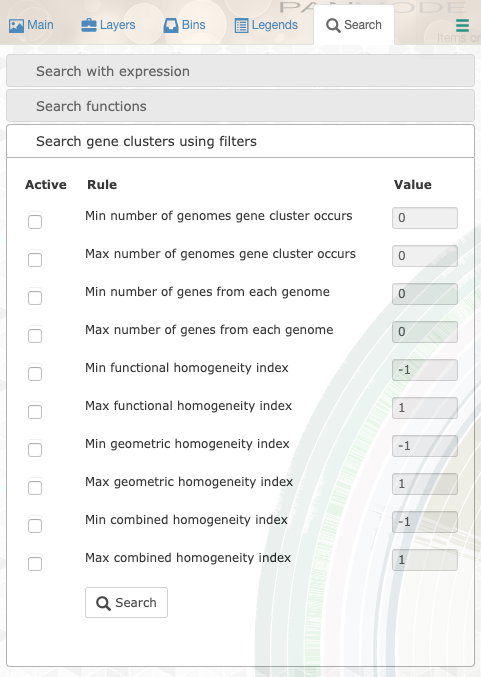 PAN MODE
Main Layers Bins Legends Search
Items or
Search with expression
Search functions
Search gene clusters using filters
Active Rule Value
Min number of genomes gene cluster occurs 0
Max number of genomes gene cluster occurs 0
Min number of genes from each genome 0
Max number of genes from each genome 0
Min functional homogeneity index -1
Max functional homogeneity index 1
Min geometric homogeneity index -1
Max geometric homogeneity index 1
Min combined homogeneity index -1
Max combined homogeneity index 1
Search